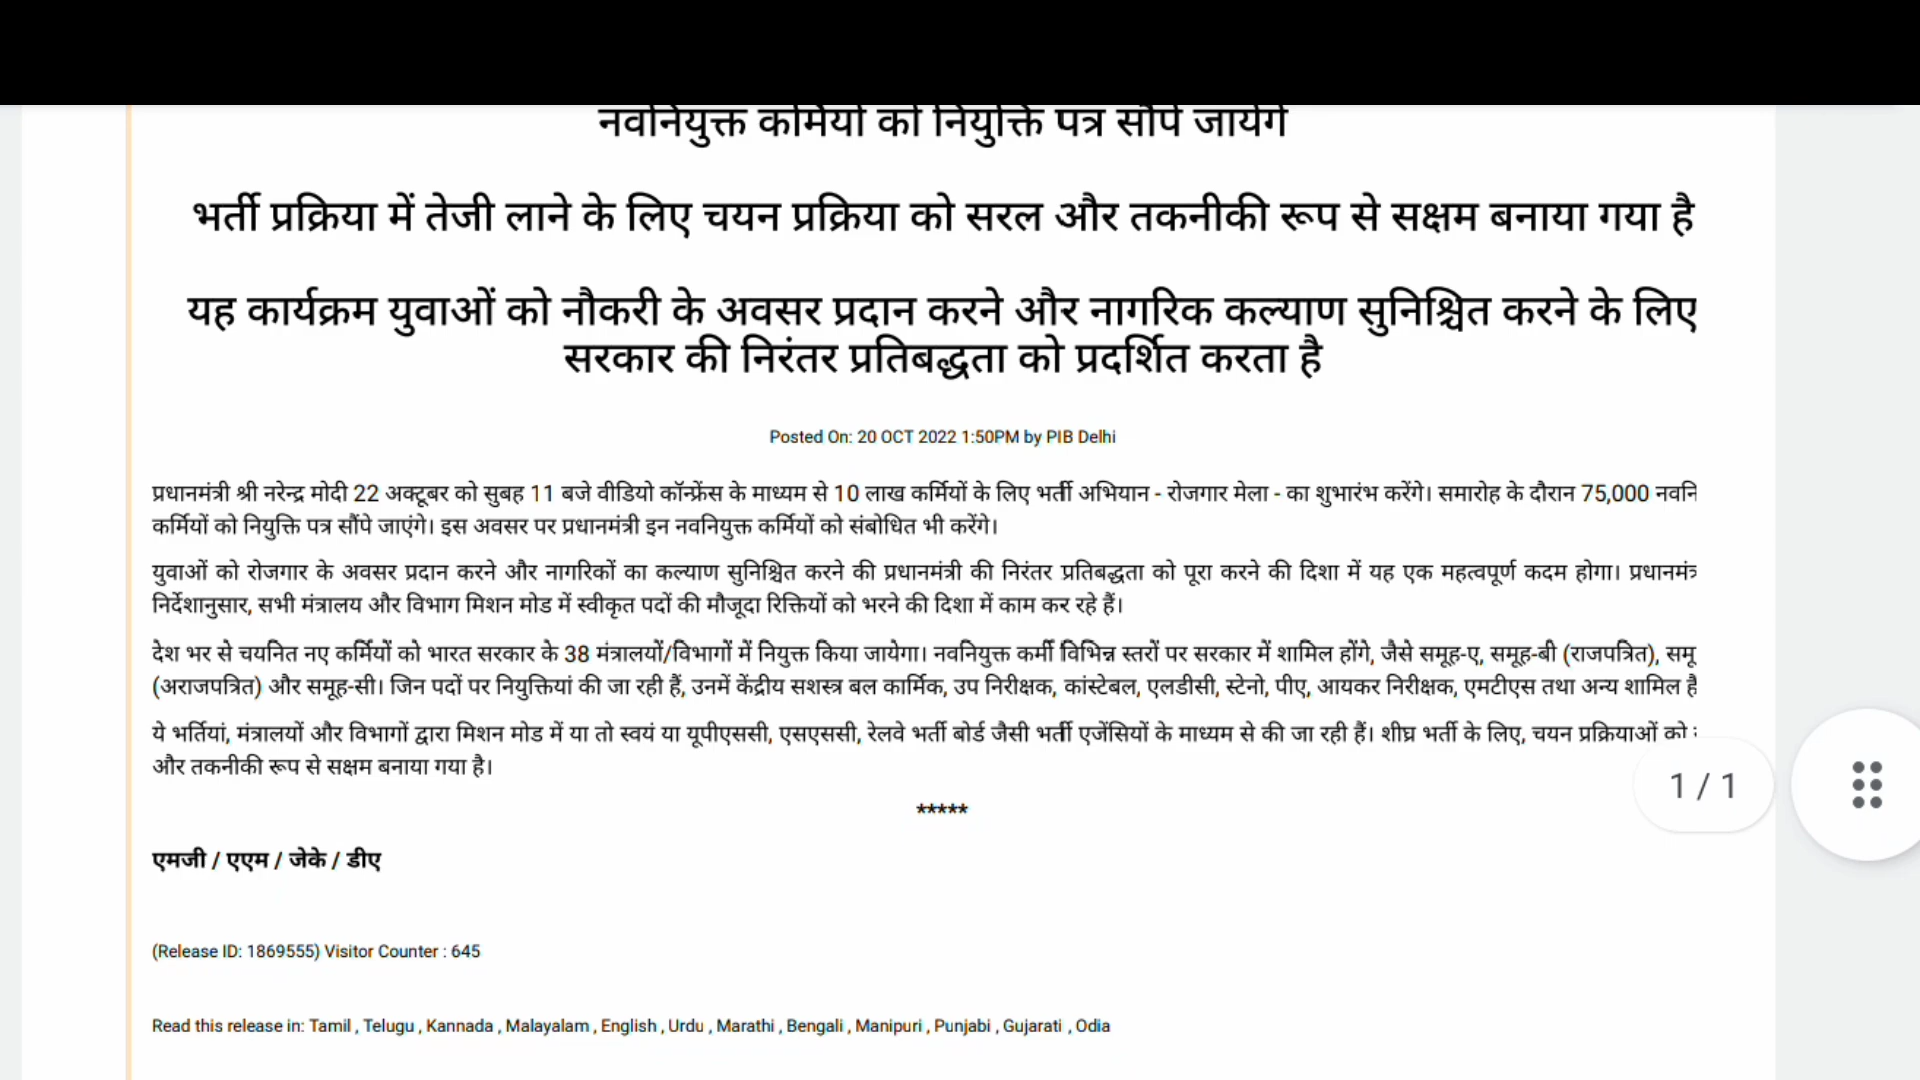 नवनियुक्त कर्मियों को नियुक्ति पत्र सौंपे जायेंगे
भर्ती प्रक्रिया में तेजी लाने के लिए चयन प्रक्रिया को सरल और तकनीकी रूप से सक्षम बनाया गया है
यह कार्यक्रम युवाओं को नौकरी के अवसर प्रदान करने और नागरिक कल्याण सुनिश्चित करने के लिए
सरकार की निरंतर प्रतिबद्धता को प्रदर्शित करता है
Posted On: 20 OCT 2022 1:50PM by PIB Delhi
प्रधानमंत्री श्री नरेन्द्र मोदी 22 अक्टूबर को सुबह 11 बजे वीडियो कॉन्फ्रेंस के माध्यम से 10 लाख कर्मियों के लिए भर्ती अभियान - रोजगार मेला - का शुभारंभ करेंगे। समारोह के दौरान 75,000
कर्मियों को नियुक्ति पत्र सौंपे जाएंगे। इस अवसर पर प्रधानमंत्री इन नवनियुक्त कर्मियों को संबोधित भी करेंगे।
युवाओं को रोजगार के अवसर प्रदान करने और नागरिकों का कल्याण सुनिश्चित करने की प्रधानमंत्री की निरंतर प्रतिबद्धता को पूरा करने की दिशा में यह एक महत्वपूर्ण कदम होगा।
निर्देशानुसार, सभी मंत्रालय और विभाग मिशन मोड में स्वीकृत पदों की मौजूदा रिक्तियों को भरने की दिशा में काम कर रहे हैं।
देश भर से चयनित नए कर्मियों को भारत सरकार के 38 मंत्रालयों/विभागों में नियुक्त किया जायेगा। नवनियुक्त कर्मी विभिन्न स्तरों पर सरकार में शामिल होंगे, जैसे समूह-ए, समूह-बी (राजपत्रित),
(अराजपत्रित) और समूह-सी। जिन पदों पर नियुक्तियां की जा रही हैं, उनमें केंद्रीय सशस्त्र बल कार्मिक, उप निरीक्षक, कांस्टेबल, एलडीसी, स्टेनो, पीए, आयकर निरीक्षक, एमटीएस तथा अन्य शामिल
ये भर्तियां, मंत्रालयों और विभागों द्वारा मिशन मोड में या तो स्वयं या यूपीएससी, एसएससी, रेलवे भर्ती बोर्ड जैसी भर्ती एजेंसियों के माध्यम से की जा रही हैं। शीघ्र भर्ती के लिए, चयन प्रक्रियाओं को
और तकनीकी रूप से सक्षम बनाया गया है।
1 / 1
*****
एमजी / एएम / जेके / डीए
(Release ID: 1869555) Visitor Counter : 645
Read this release in: Tamil , Telugu , Kannada , Malayalam , English , Urdu , Marathi , Bengali , Manipuri , Punjabi , Gujarati , Odia